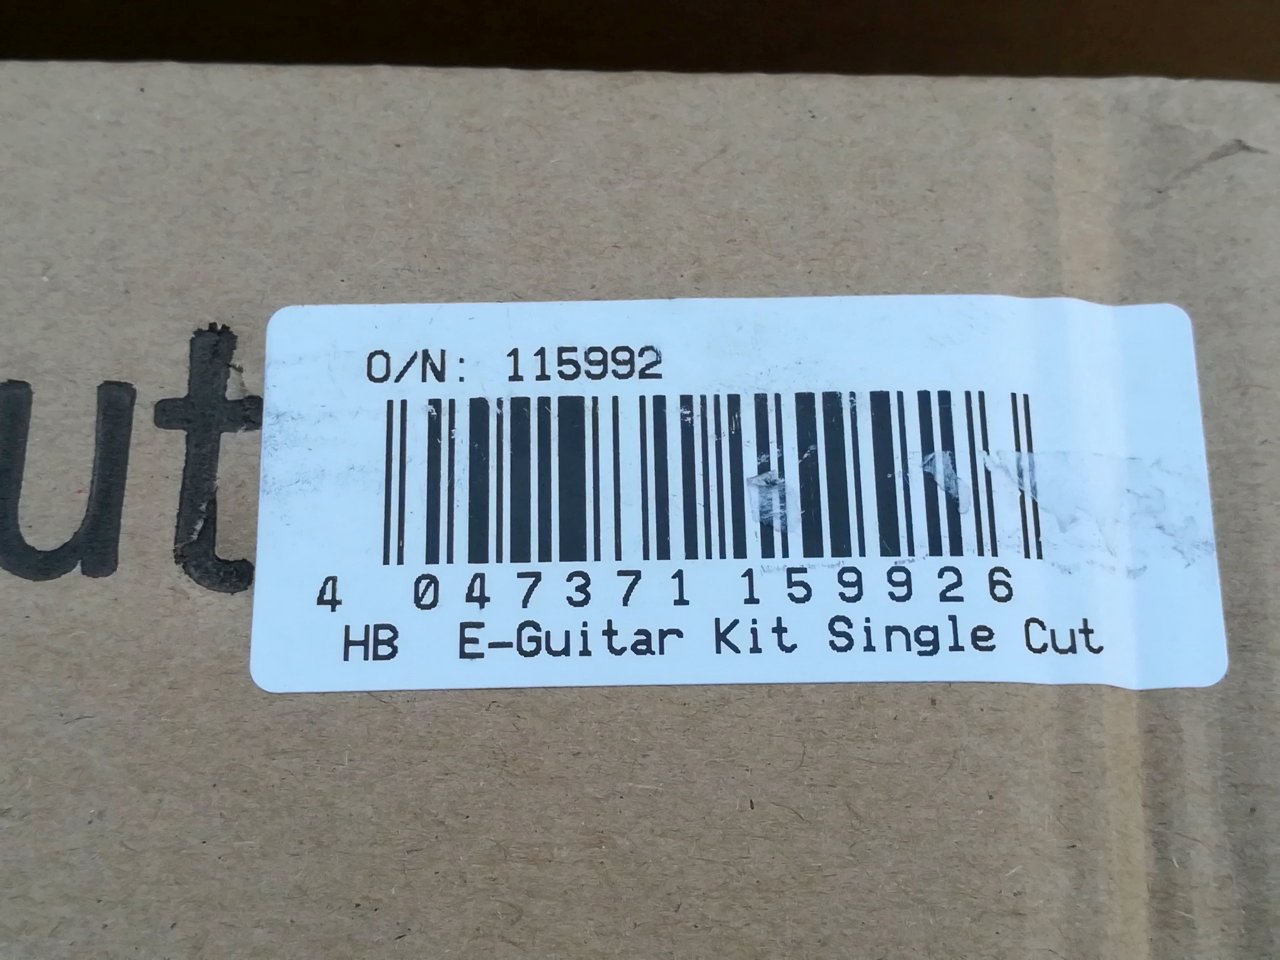 O/N: 115992
ut
4 047371 159926
HB E-Guitar Kit Single Cut